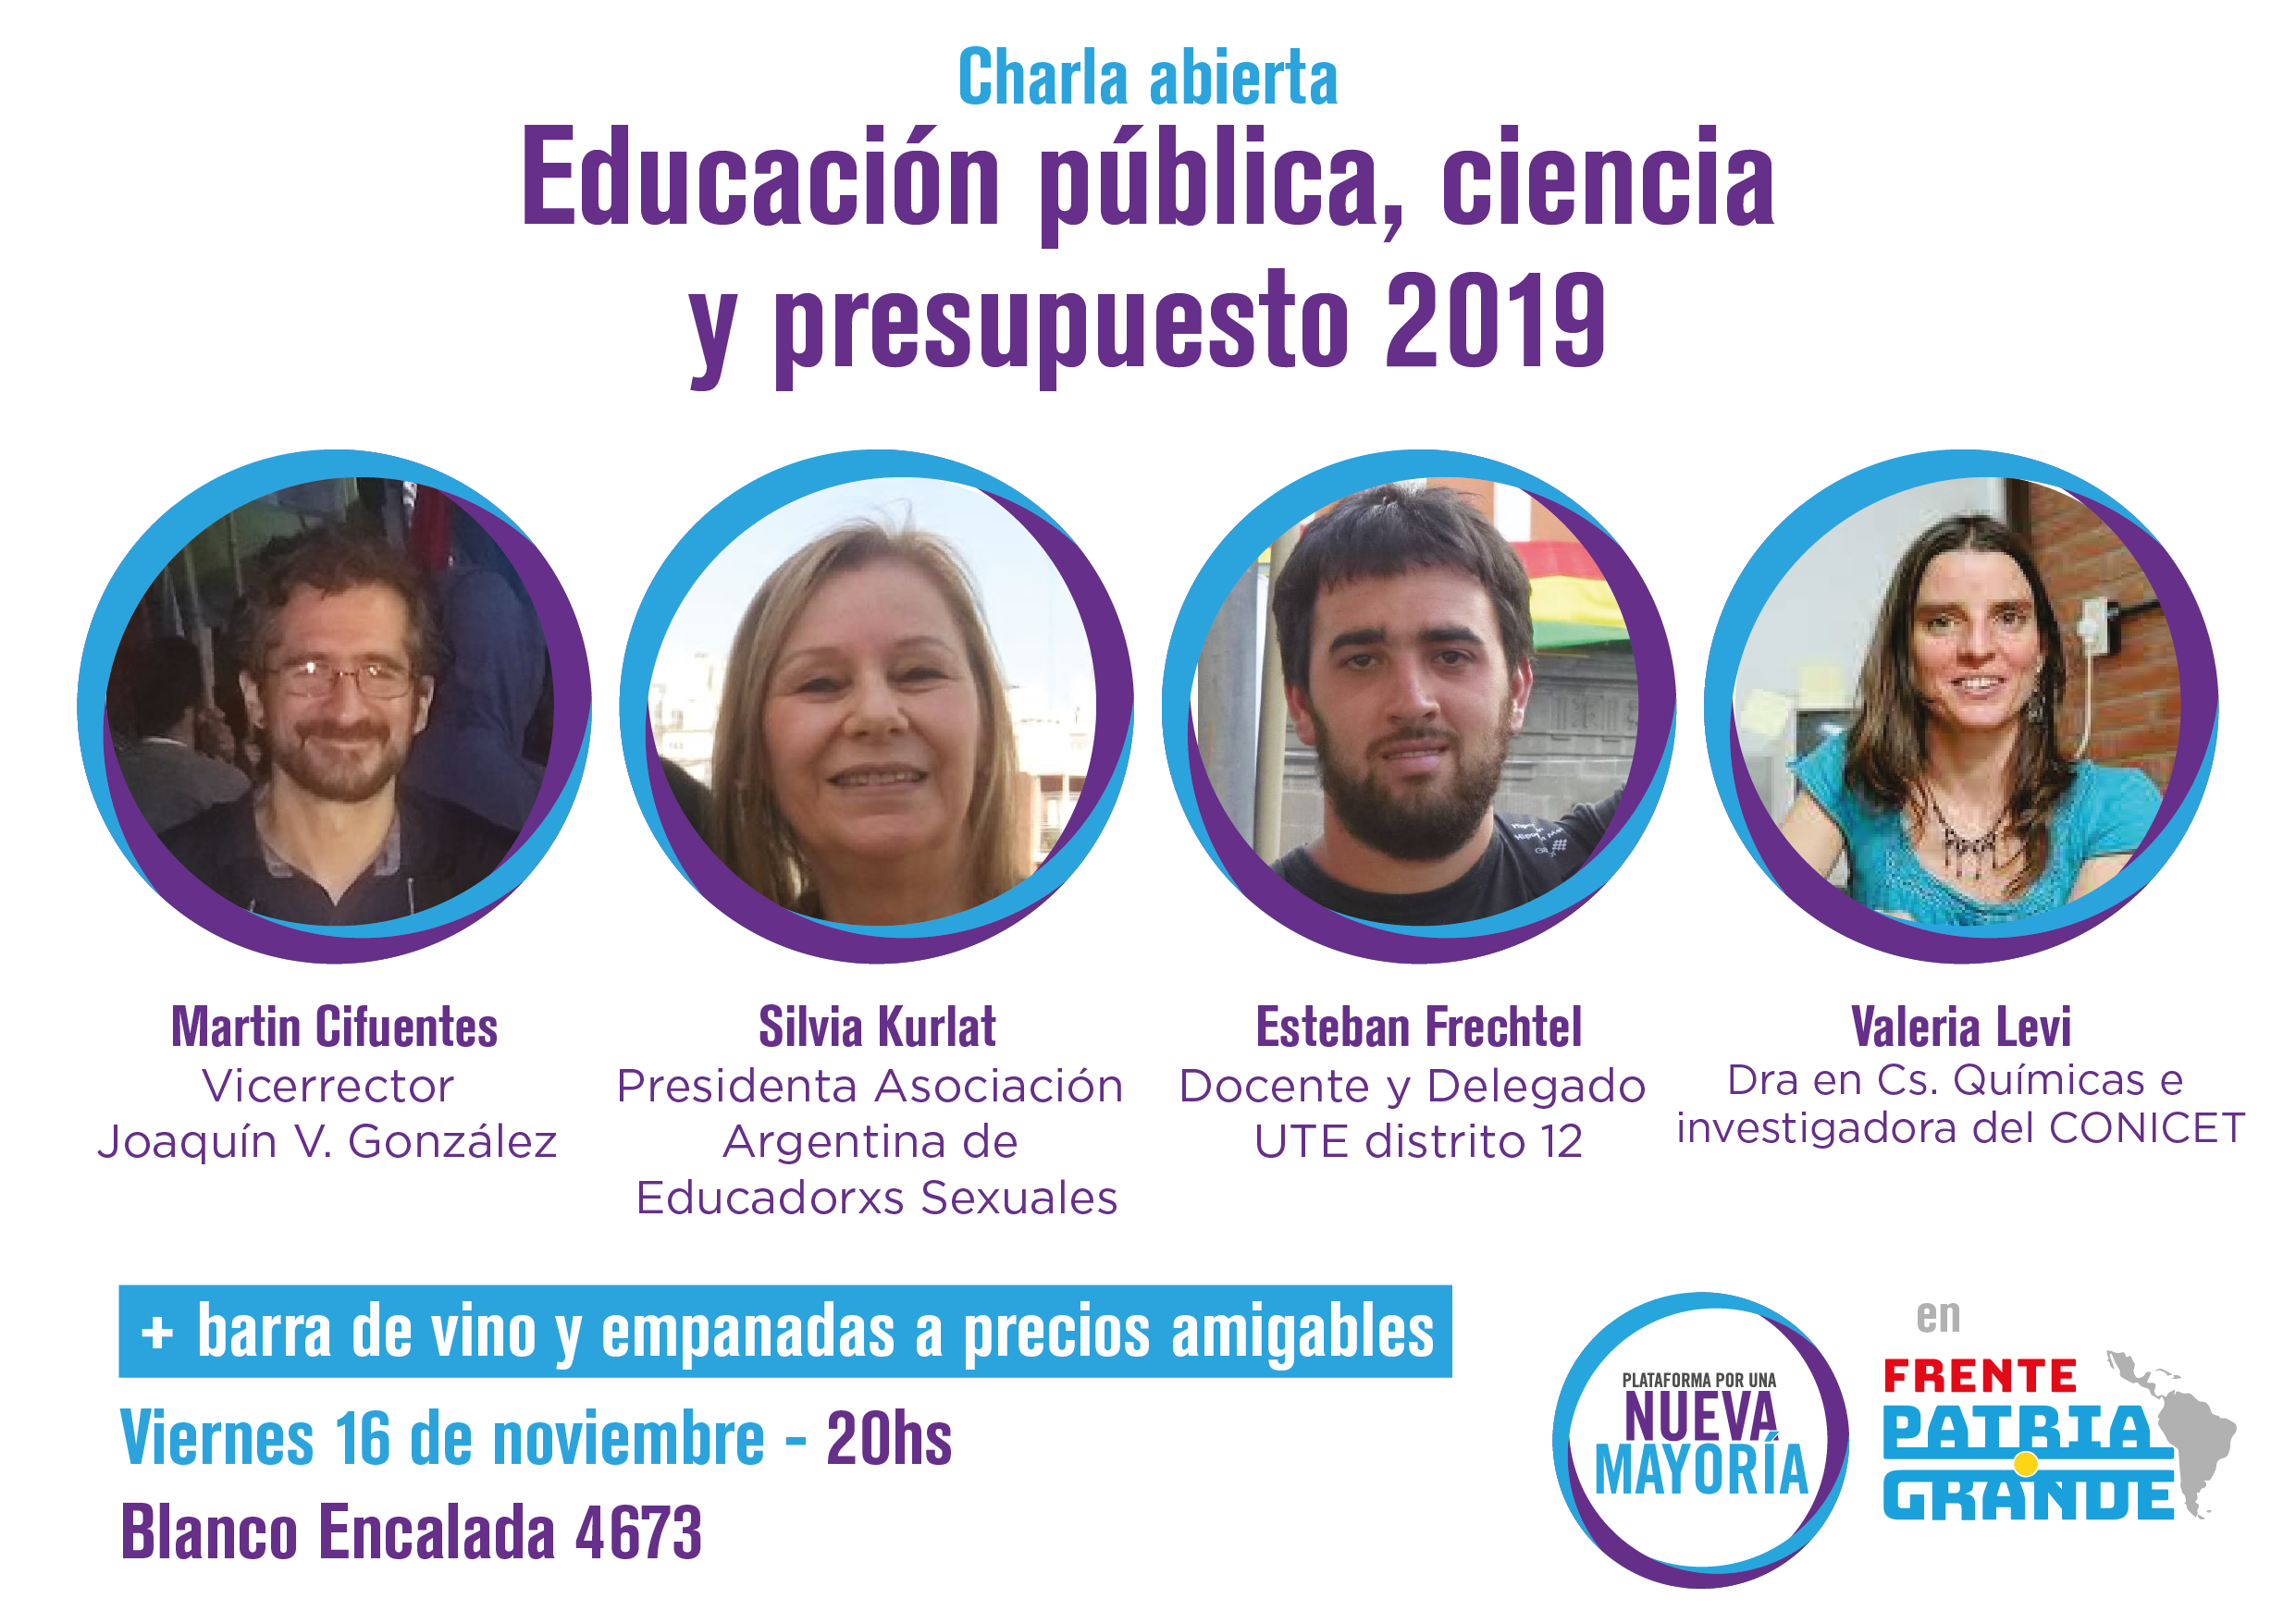 Charla abierta
Educación pública, ciencia
y presupuesto 2019
Martin Cifuentes
Vicerrector
Joaquín V. González
Silvia Kurlat
Presidenta Asociación
Argentina de
Educadorxs Sexuales
Esteban Frechtel
Docente y Delegado
UTE distrito 12
Valeria Levi
Dra en Cs. Químicas e
investigadora del CONICET
+ barra de vino y empanadas a precios amigables
Viernes 16 de noviembre - 20hs
Blanco Encalada 4673
PLATAFORMA POR UNA
NUEVA
MAYORÍA
en
FRENTE
PATRIA
GRANDE